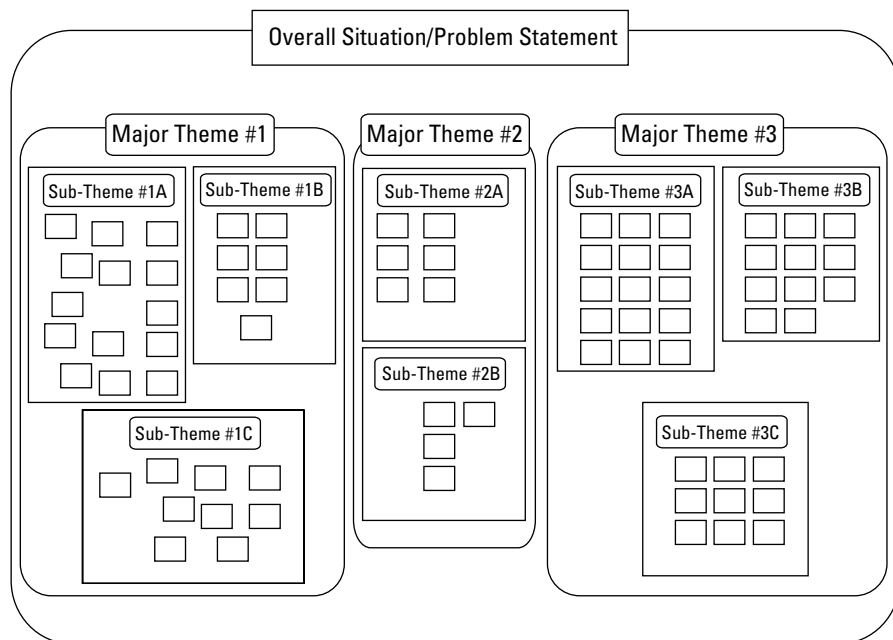 Overall Situation/Problem Statement
Major Theme #1
Major Theme #2
Major Theme #3
Sub-Theme #1A
Sub-Theme #1B
Sub-Theme #2A
Sub-Theme #3A
Sub-Theme #3B
Sub-Theme #2B
Sub-Theme #1C
Sub-Theme #3C